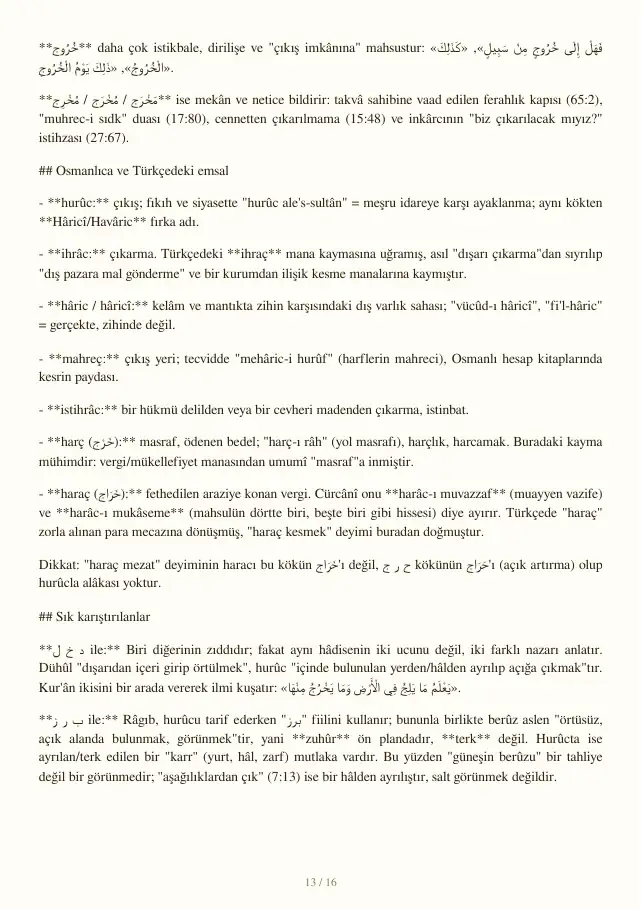 **خُرُوج** daha çok istikbale, dirilişe ve "çıkış imkânına" mahsustur: «فَهَلْ إِلَى خُرُوجٍ مِنْ سَبِيلٍ», «كَذَلِكَ
الْخُرُوجُ», «ذَلِكَ يَوْمُ الْخُرُوجِ».
**مَخْرَج / مُخْرَج / مُخْرِج** ise mekân ve netice bildirir: takvâ sahibine vaad edilen ferahlık kapısı (65:2),
"muhrec-i sıdk" duası (17:80), cennetten çıkarılmama (15:48) ve inkârcının "biz çıkarılacak mıyız?"
istihzası (27:67).
## Osmanlıca ve Türkçedeki emsal
- **hurûc:** çıkış; fıkıh ve siyasette "hurûc ale's-sultân" = meşru idareye karşı ayaklanma; aynı kökten
**Hâricî/Havâric** fırka adı.
- **ihrâc:** çıkarma. Türkçedeki **ihraç** mana kaymasına uğramış, asıl "dışarı çıkarma"dan sıyrılıp
"dış pazara mal gönderme" ve bir kurumdan ilişik kesme manalarına kaymıştır.
- **hâric / hâricî:** kelâm ve mantıkta zihin karşısındaki dış varlık sahası; "vücûd-ı hâricî", "fi'l-hâric"
= gerçekte, zihinde değil.
- **mahreç:** çıkış yeri; tecvidde "mehâric-i hurûf" (harflerin mahreci), Osmanlı hesap kitaplarında
kesrin paydası.
- **istihrâc:** bir hükmü delilden veya bir cevheri madenden çıkarma, istinbat.
- **harç (خَرْج):** masraf, ödenen bedel; "harç-ı râh" (yol masrafı), harçlık, harcamak. Buradaki kayma
mühimdir: vergi/mükellefiyet manasından umumî "masraf"a inmiştir.
- **haraç (خَرَاج):** fethedilen araziye konan vergi. Cürcânî onu **harâc-ı muvazzaf** (muayyen vazife)
ve **harâc-ı mukâseme** (mahsulün dörtte biri, beşte biri gibi hissesi) diye ayırır. Türkçede "haraç"
zorla alınan para mecazına dönüşmüş, "haraç kesmek" deyimi buradan doğmuştur.
Dikkat: "haraç mezat" deyiminin haracı bu kökün خَرَاج'ı değil, ح ر ج kökünün حَرَاج'ı (açık artırma) olup
hurûcla alâkası yoktur.
## Sık karıştırılanlar
**د خ ل ile:** Biri diğerinin zıddıdır; fakat aynı hâdisenin iki ucunu değil, iki farklı nazarı anlatır.
Dühûl "dışarıdan içeri girip örtülmek", hurûc "içinde bulunulan yerden/hâlden ayrılıp açığa çıkmak"tır.
Kur'ân ikisini bir arada vererek ilmi kuşatır: «يَعْلَمُ مَا يَلِجُ فِي الْأَرْضِ وَمَا يَخْرُجُ مِنْهَا».
**ب ر ز ile:** Râgıb, hurûcu tarif ederken "برز" fiilini kullanır; bununla birlikte berûz aslen "örtüsüz,
açık alanda bulunmak, görünmek"tir, yani **zuhûr** ön plandadır, **terk** değil. Hurûcta ise
ayrılan/terk edilen bir "karr" (yurt, hâl, zarf) mutlaka vardır. Bu yüzden "güneşin berûzu" bir tahliye
değil bir görünmedir; "aşağılıklardan çık" (7:13) ise bir hâlden ayrılıştır, salt görünmek değildir.
13 / 16